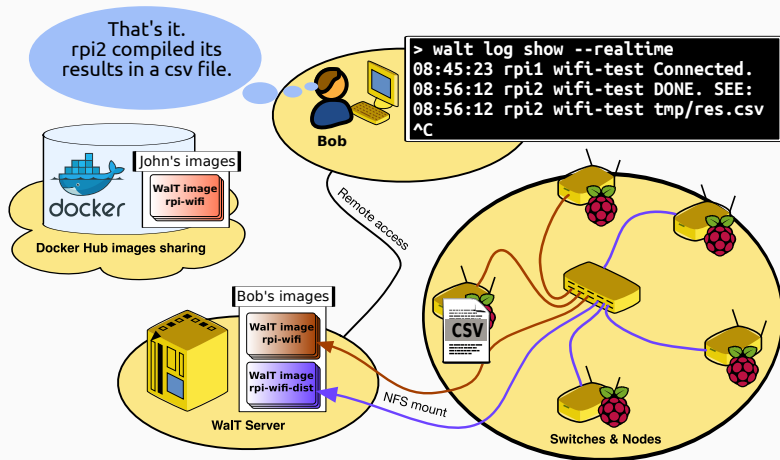 That's it.
rpi2 compiled its
results in a csv file.
> walt log show --realtime
08:45:23 rpi1 wifi-test Connected.
08:56:12 rpi2 wifi-test DONE. SEE:
08:56:12 rpi2 wifi-test tmp/res.csv
^C
Bob
John's images
WalT image
rpi-wifi
docker
Docker Hub images sharing
Remote access
Bob's images
WalT image
rpi-wifi
WalT image
rpi-wifi-dist
WalT Server
NFS mount
CSV
Switches & Nodes